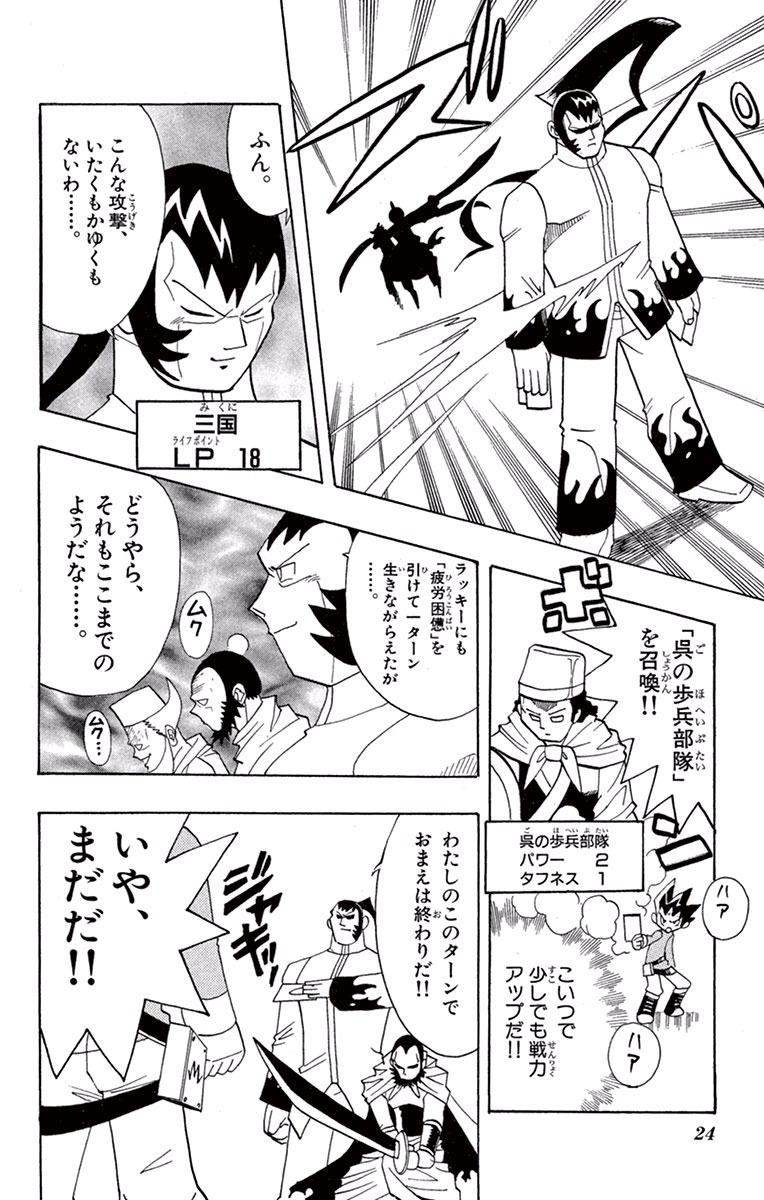 ふん。
こんな攻撃、
いたくもかゆくも
ないわ……。
三国
LP 18
「呉の歩兵部隊」
を召喚!!
呉の歩兵部隊
パワー 2
タフネス 1
ハァ
こいつで
少しでも戦力
アップだ!!
ハァ
ラッキーにも
「疲労困憊」を
引けて一ターン
生きながらえたが
……。
どうやら、
それもここまでの
ようだな……。
ムク
ムク…
わたしのこのターンで
おまえは終わりだ!!
ジャキッ
いや、
まだだ!!
24